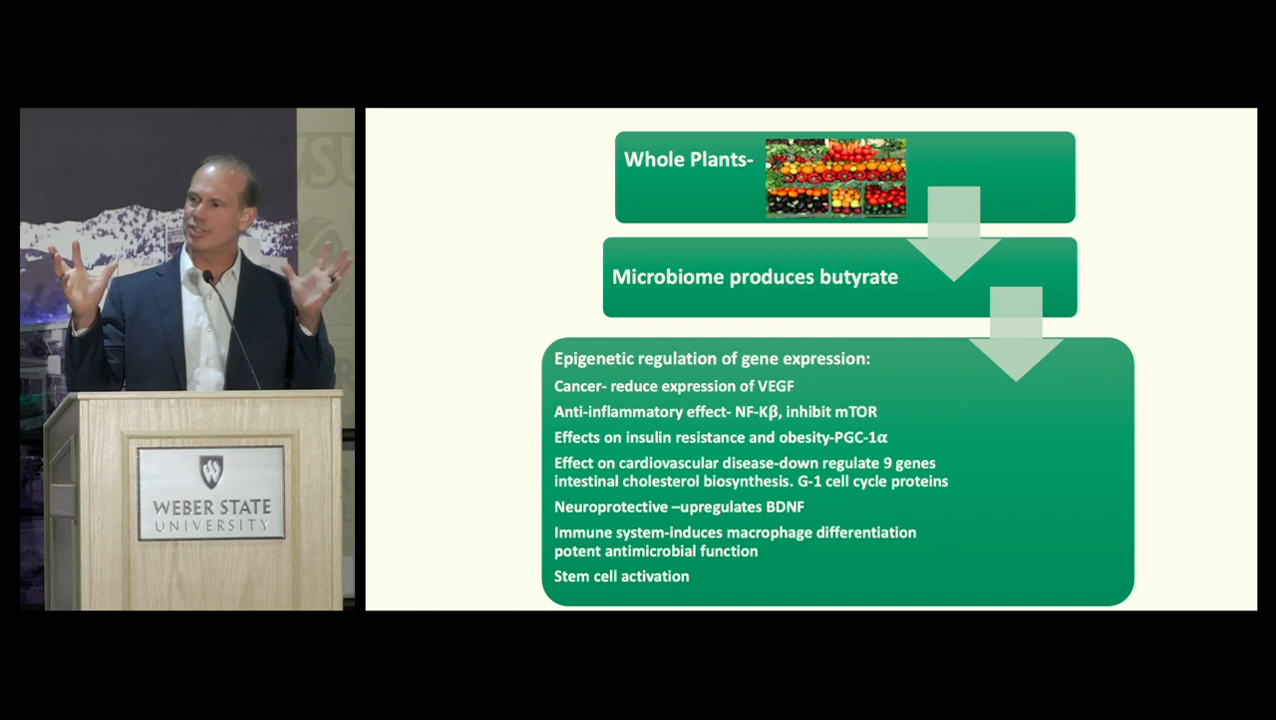 Whole Plants-
Microbiome produces butyrate
Epigenetic regulation of gene expression:
Cancer- reduce expression of VEGF
Anti-inflammatory effect- NF-Kβ, inhibit mTOR
Effects on insulin resistance and obesity-PGC-1α
Effect on cardiovascular disease-down regulate 9 genes
intestinal cholesterol biosynthesis. G-1 cell cycle proteins
Neuroprotective –upregulates BDNF
Immune system-induces macrophage differentiation
potent antimicrobial function
Stem cell activation
WSU
W
WEBER STATE
UNIVERSITY